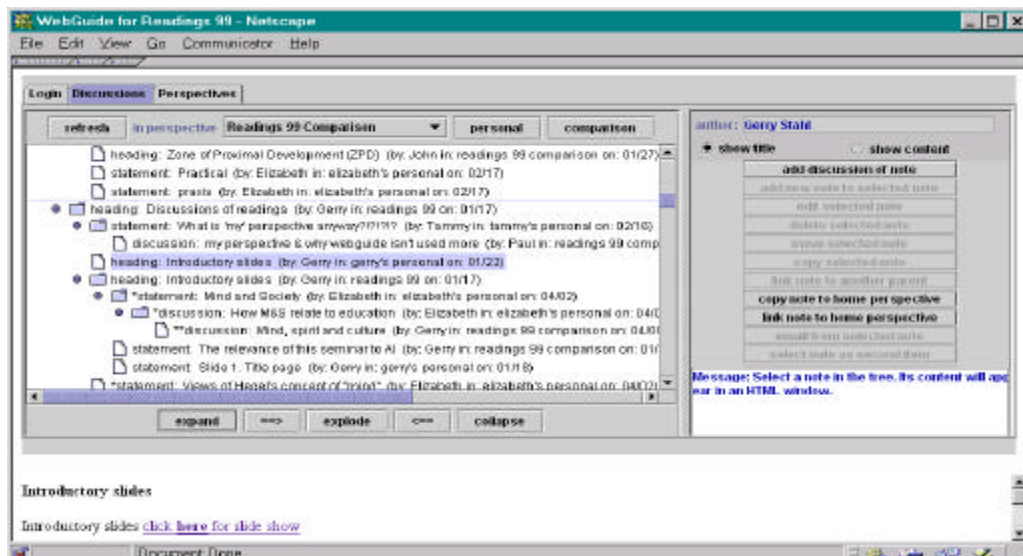 WebGuide for Readings 99 - Netscape
File Edit View Go Communicator Help
Login Discussions Perspectives
refresh in perspective Readings 99 Comparison personal comparison
heading: Zone of Proximal Development (ZPD) (by: John in: readings 99 comparison on: 01/27)
statement: Practical (by: Elizabeth in: elizabeth's personal on: 02/17)
statement: praxis (by: Elizabeth in: elizabeth's personal on: 02/17)
heading: Discussions of readings (by: Gerry in: readings 99 on: 01/17)
statement: What is 'my' perspective anyway?!?!?!? (by: Tammy in: tammy's personal on: 02/16)
discussion: my perspective & why webguide isn't used more (by: Paul in: readings 99 comp
heading: Introductory slides (by: Gerry in: gerry's personal on: 01/23)
heading: Introductory slides (by: Gerry in: readings 99 on: 01/17)
*statement: Mind and Society (by: Elizabeth in: elizabeth's personal on: 04/02)
*discussion: How M&S relate to education (by: Elizabeth in: elizabeth's personal on: 04/0
**discussion: Mind, spirit and culture (by: Gerry in: readings 99 comparison on: 04/0
statement: The relevance of this seminar to AI (by: Gerry in: readings 99 comparison on: 01/
statement: Slide 1. Title page (by: Gerry in: gerry's personal on: 01/18)
*statement: Views of Hegel's concept of "mind" (by: Elizabeth in: elizabeth's personal on: 04/02)
expand ==> explode <== collapse
author: Gerry Stahl
show title show content
add discussion of note
add new note to selected note
edit selected note
delete selected note
move selected note
copy selected note
link note to another parent
copy note to home perspective
link note to home perspective
email from selected note
select note as second item
Message: Select a note in the tree. Its content will app
ear in an HTML window.
Introductory slides
Introductory slides click here for slide show
Document: Done